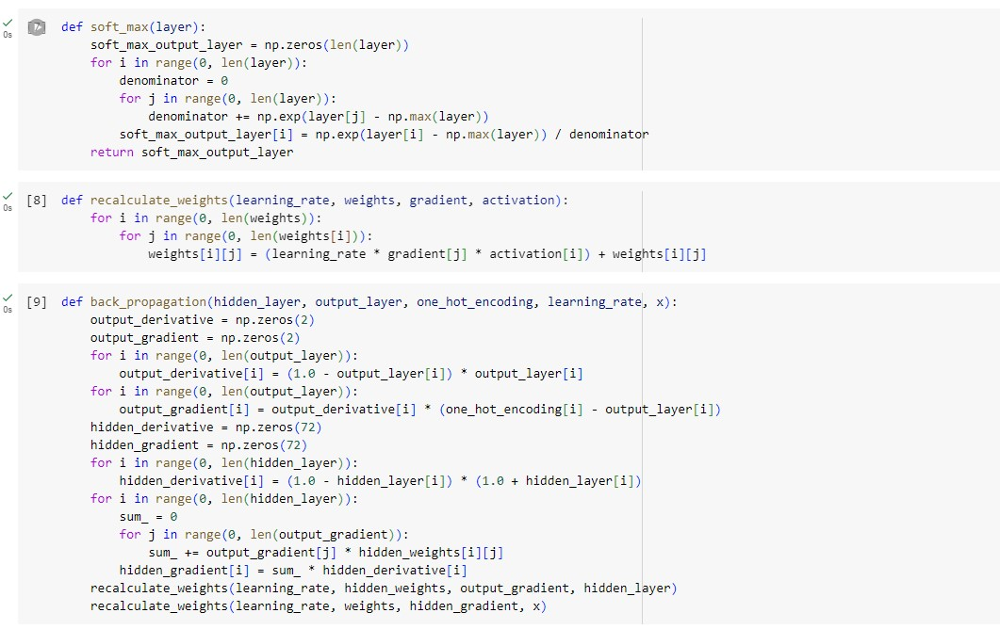 0s
def soft_max(layer):
    soft_max_output_layer = np.zeros(len(layer))
    for i in range(0, len(layer)):
        denominator = 0
        for j in range(0, len(layer)):
            denominator += np.exp(layer[j] - np.max(layer))
        soft_max_output_layer[i] = np.exp(layer[i] - np.max(layer)) / denominator
    return soft_max_output_layer
0s
[8] def recalculate_weights(learning_rate, weights, gradient, activation):
    for i in range(0, len(weights)):
        for j in range(0, len(weights[i])):
            weights[i][j] = (learning_rate * gradient[j] * activation[i]) + weights[i][j]
0s
[9] def back_propagation(hidden_layer, output_layer, one_hot_encoding, learning_rate, x):
    output_derivative = np.zeros(2)
    output_gradient = np.zeros(2)
    for i in range(0, len(output_layer)):
        output_derivative[i] = (1.0 - output_layer[i]) * output_layer[i]
    for i in range(0, len(output_layer)):
        output_gradient[i] = output_derivative[i] * (one_hot_encoding[i] - output_layer[i])
    hidden_derivative = np.zeros(72)
    hidden_gradient = np.zeros(72)
    for i in range(0, len(hidden_layer)):
        hidden_derivative[i] = (1.0 - hidden_layer[i]) * (1.0 + hidden_layer[i])
    for i in range(0, len(hidden_layer)):
        sum_ = 0
        for j in range(0, len(output_gradient)):
            sum_ += output_gradient[j] * hidden_weights[i][j]
        hidden_gradient[i] = sum_ * hidden_derivative[i]
    recalculate_weights(learning_rate, hidden_weights, output_gradient, hidden_layer)
    recalculate_weights(learning_rate, weights, hidden_gradient, x)